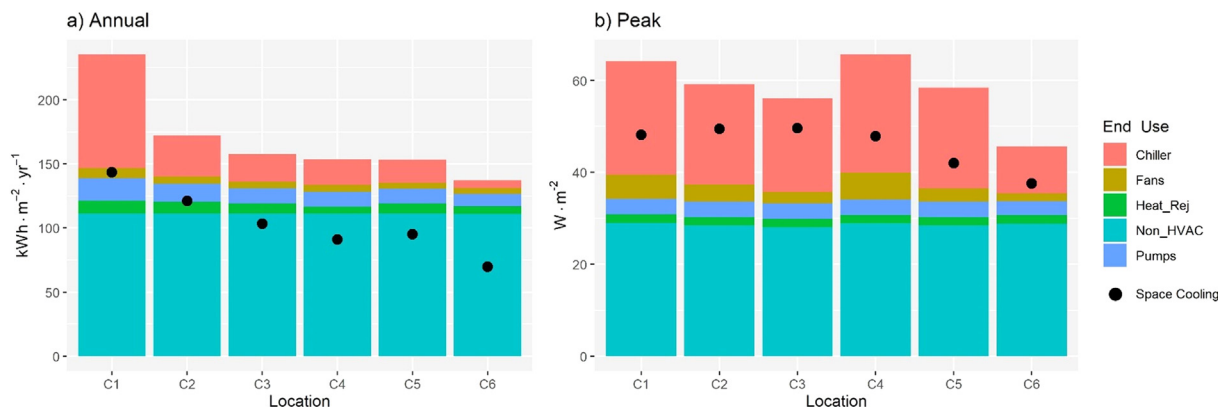 a) Annual
kWh · m⁻² · yr⁻¹
200
150
100
50
0
C1 C2 C3 C4 C5 C6
Location
b) Peak
W · m⁻²
60
40
20
0
C1 C2 C3 C4 C5 C6
Location
End Use
Chiller
Fans
Heat_Rej
Non_HVAC
Pumps
Space Cooling